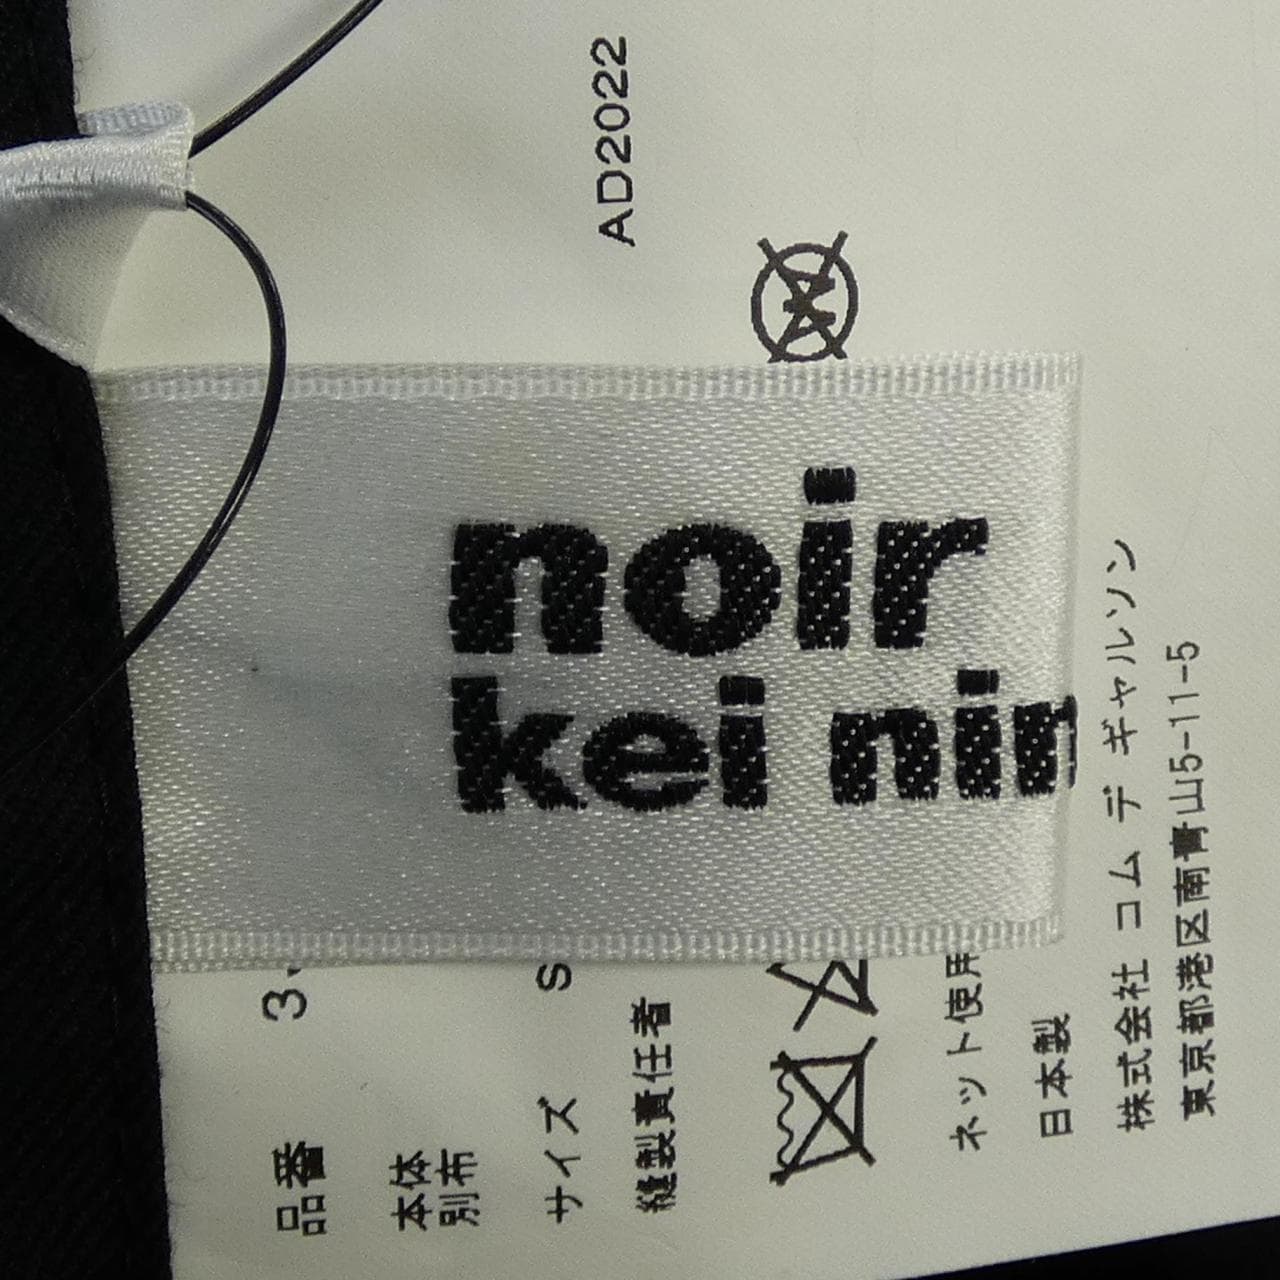 noir
kei nin
品番 3
本体
別布
サイズ S
縫製責任者
ネット使用
日本製
株式会社 コム デ ギャルソン
東京都港区南青山5-11-5
AD2022